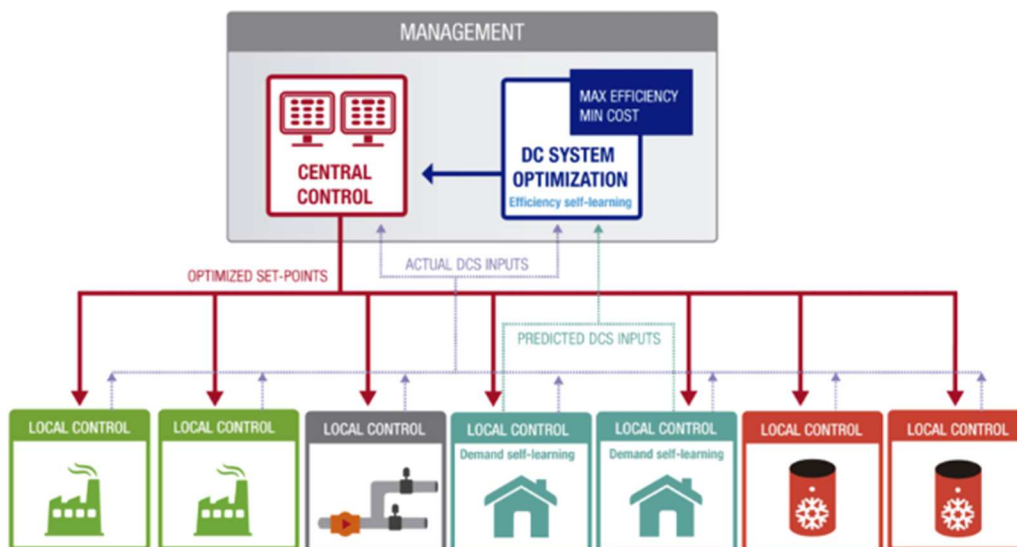 MANAGEMENT
MAX EFFICIENCY
MIN COST
CENTRAL
CONTROL
DC SYSTEM
OPTIMIZATION
Efficiency self-learning
OPTIMIZED SET-POINTS
ACTUAL DCS INPUTS
PREDICTED DCS INPUTS
LOCAL CONTROL
LOCAL CONTROL
LOCAL CONTROL
LOCAL CONTROL
Demand self-learning
LOCAL CONTROL
Demand self-learning
LOCAL CONTROL
LOCAL CONTROL